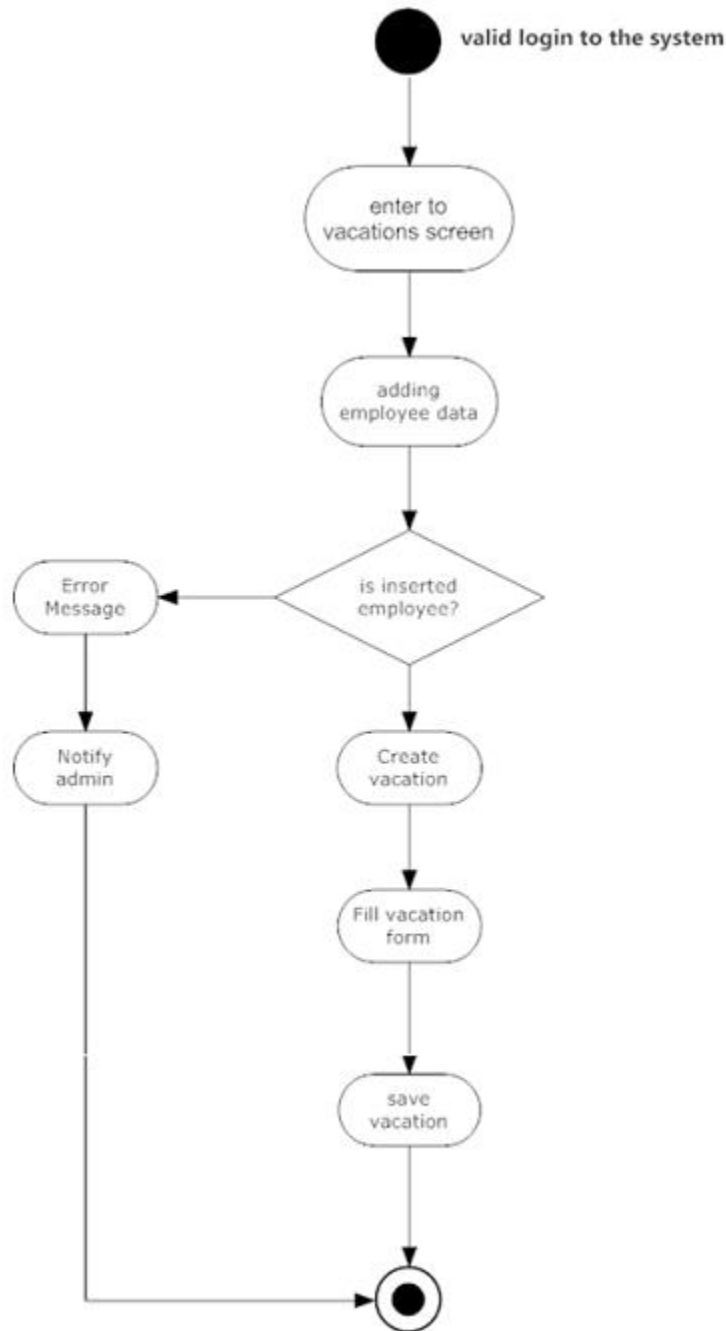 valid login to the system
enter to
vacations screen
adding
employee data
is inserted
employee?
Error
Message
Notify
admin
Create
vacation
Fill vacation
form
save
vacation